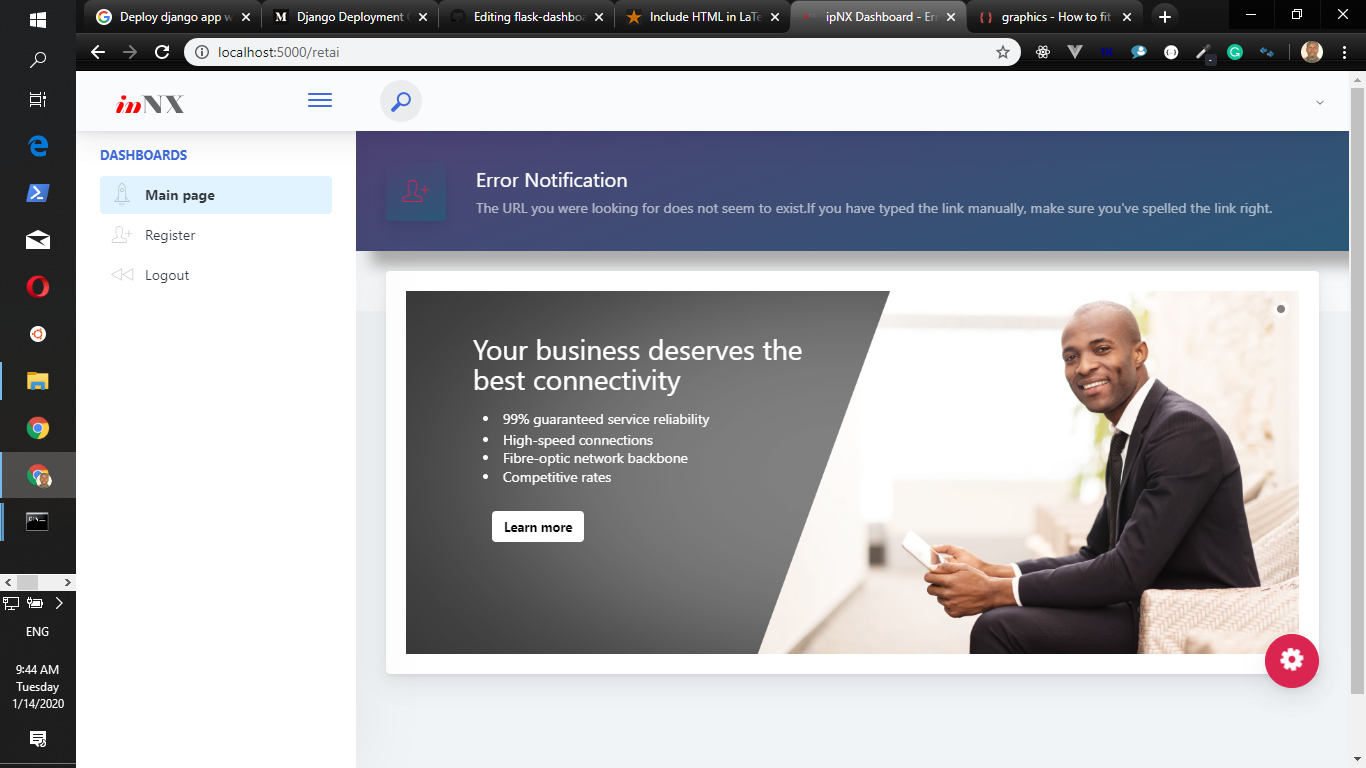 Deploy django app w
Django Deployment
Editing flask-dashboa
Include HTML in LaTe
ipNX Dashboard - Err
graphics - How to fit
localhost:5000/retai
ipNX
DASHBOARDS
Main page
Register
Logout
Error Notification
The URL you were looking for does not seem to exist.If you have typed the link manually, make sure you've spelled the link right.
Your business deserves the
best connectivity
• 99% guaranteed service reliability
• High-speed connections
• Fibre-optic network backbone
• Competitive rates
Learn more
ENG
9:44 AM
Tuesday
1/14/2020